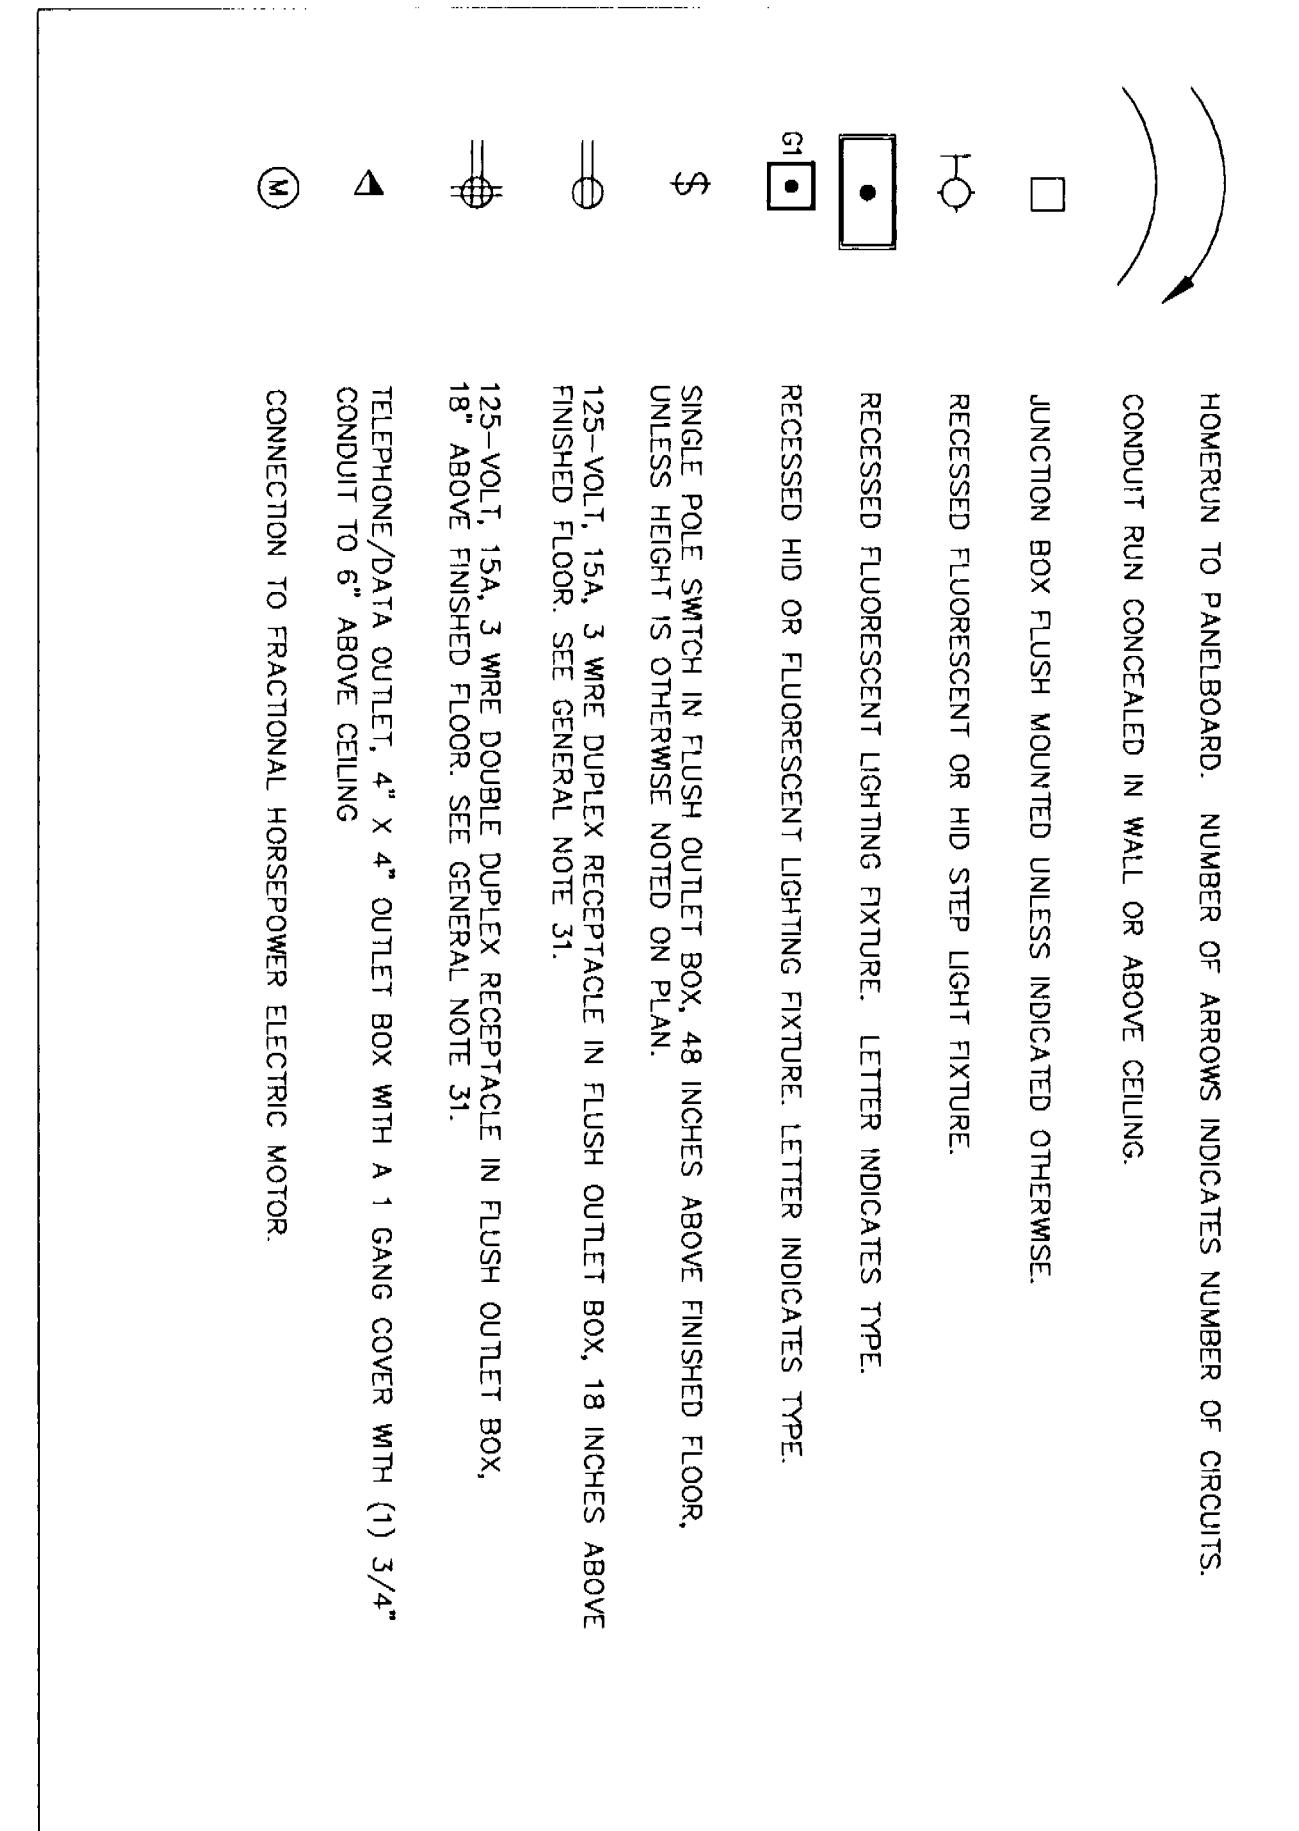 HOMERUN TO PANELBOARD. NUMBER OF ARROWS INDICATES NUMBER OF CIRCUITS.
CONDUIT RUN CONCEALED IN WALL OR ABOVE CEILING.
JUNCTION BOX FLUSH MOUNTED UNLESS INDICATED OTHERWISE.
RECESSED FLUORESCENT OR HID STEP LIGHT FIXTURE.
RECESSED FLUORESCENT LIGHTING FIXTURE. LETTER INDICATES TYPE.
G1 RECESSED HID OR FLUORESCENT LIGHTING FIXTURE. LETTER INDICATES TYPE.
$ SINGLE POLE SWITCH IN FLUSH OUTLET BOX, 48 INCHES ABOVE FINISHED FLOOR,
UNLESS HEIGHT IS OTHERWISE NOTED ON PLAN.
125-VOLT, 15A, 3 WIRE DUPLEX RECEPTACLE IN FLUSH OUTLET BOX, 18 INCHES ABOVE
FINISHED FLOOR. SEE GENERAL NOTE 31.
125-VOLT, 15A, 3 WIRE DOUBLE DUPLEX RECEPTACLE IN FLUSH OUTLET BOX,
18" ABOVE FINISHED FLOOR. SEE GENERAL NOTE 31.
TELEPHONE/DATA OUTLET, 4" X 4" OUTLET BOX WITH A 1 GANG COVER WITH (1) 3/4"
CONDUIT TO 6" ABOVE CEILING
M CONNECTION TO FRACTIONAL HORSEPOWER ELECTRIC MOTOR.